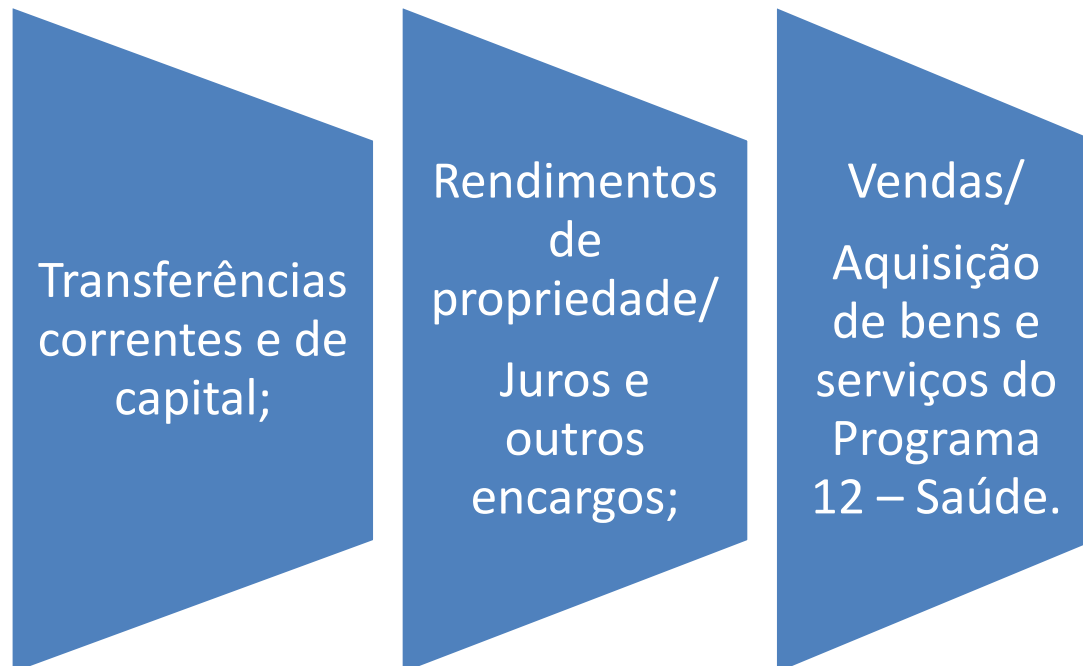 Transferências
correntes e de
capital;
Rendimentos
de
propriedade/
Juros e
outros
encargos;
Vendas/
Aquisição
de bens e
serviços do
Programa
12 – Saúde.